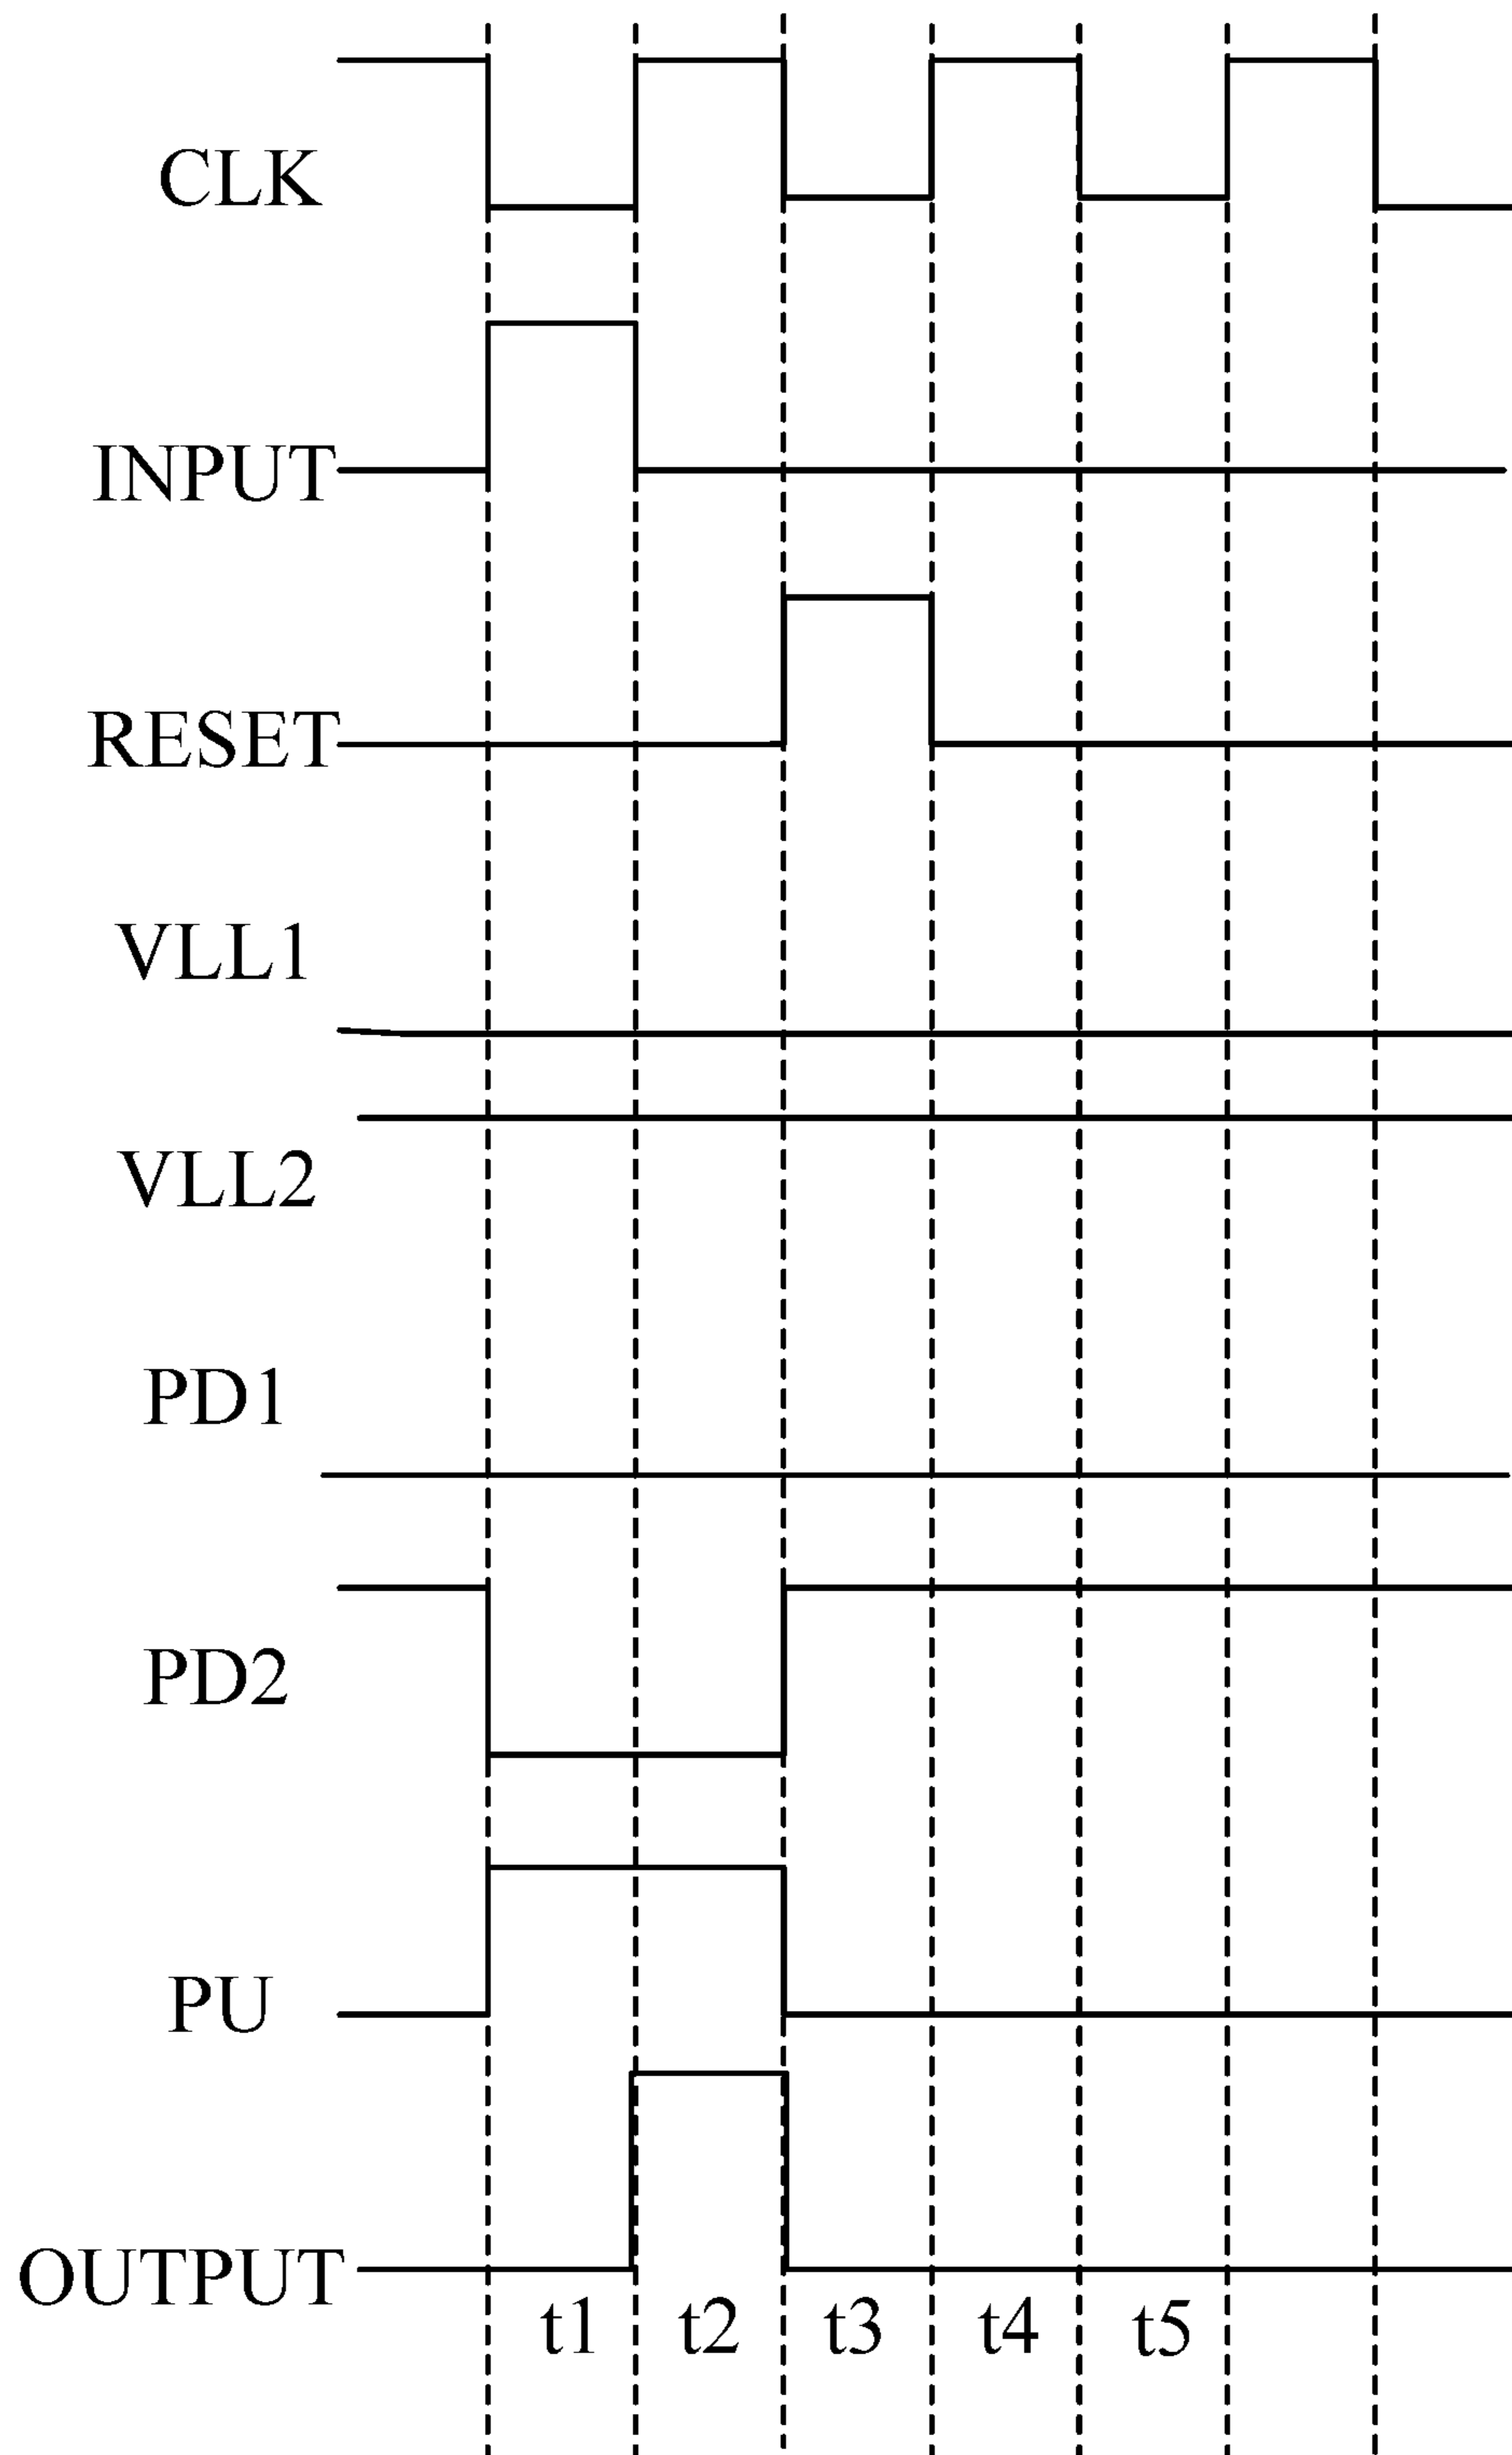 CLK
INPUT
RESET
VLL1
VLL2
PD1
PD2
PU
OUTPUT
t1 t2 t3 t4 t5